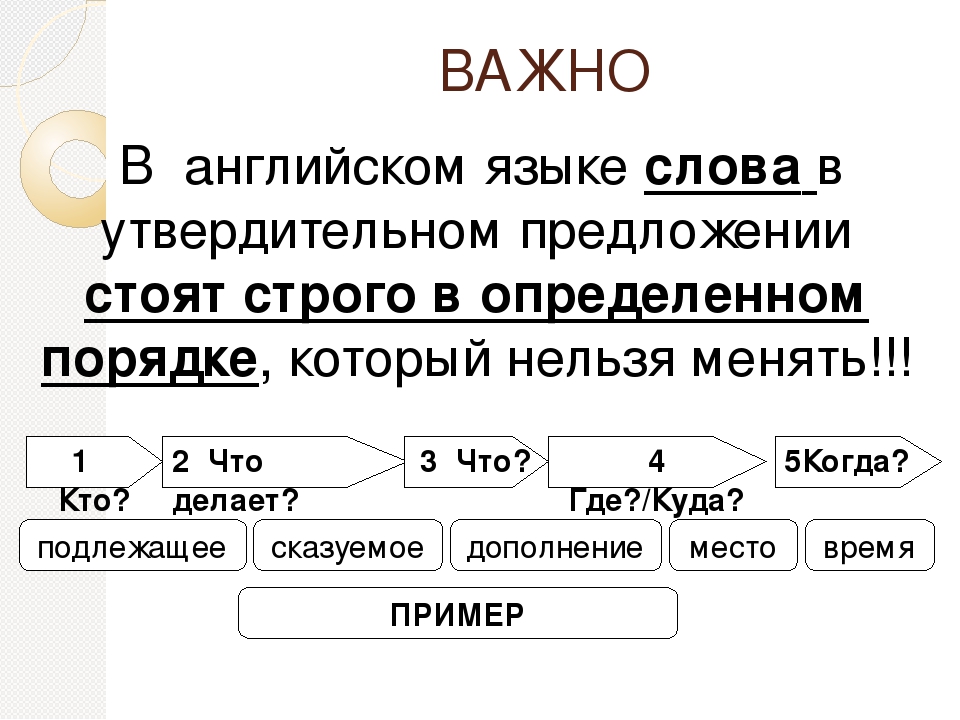 ВАЖНО
В английском языке слова в
утвердительном предложении
стоят строго в определенном
порядке, который нельзя менять!!!
1
Кто?
2 Что
делает?
3 Что?
4
Где?/Куда?
5Когда?
подлежащее
сказуемое
дополнение
место
время
ПРИМЕР